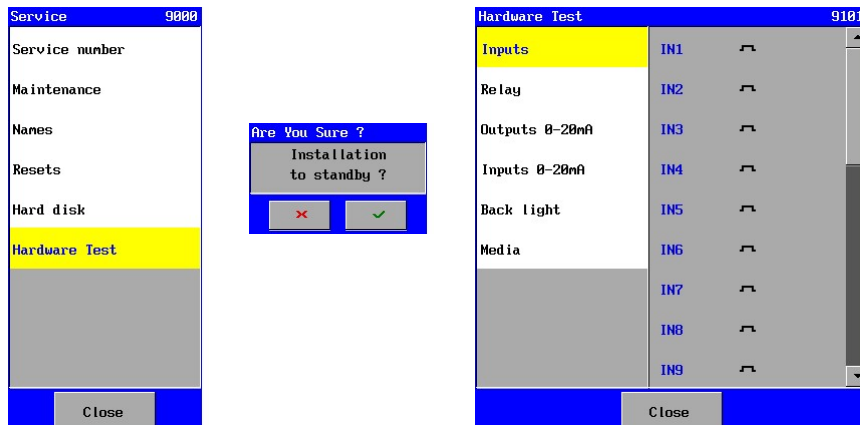 Service 9000
Service number
Maintenance
Names
Resets
Hard disk
Hardware Test
Close
Are You Sure ?
Installation
to standby ?
Hardware Test 9101
Inputs
Relay
Outputs 0-20mA
Inputs 0-20mA
Back light
Media
IN1
IN2
IN3
IN4
IN5
IN6
IN7
IN8
IN9
Close